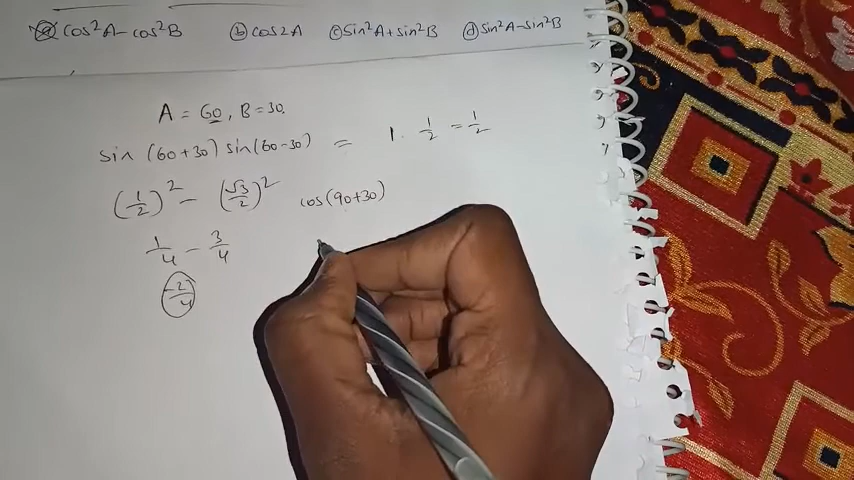 (a) cos²A-cos²B (b) cos2A (c) sin²A+sin²B (d) sin²A-sin²B
A = 60, B = 30.
sin (60+30) sin(60-30) = 1. 1/2 = 1/2
(1/2)² - (√3/2)² cos(90+30)
1/4 - 3/4
-2/4